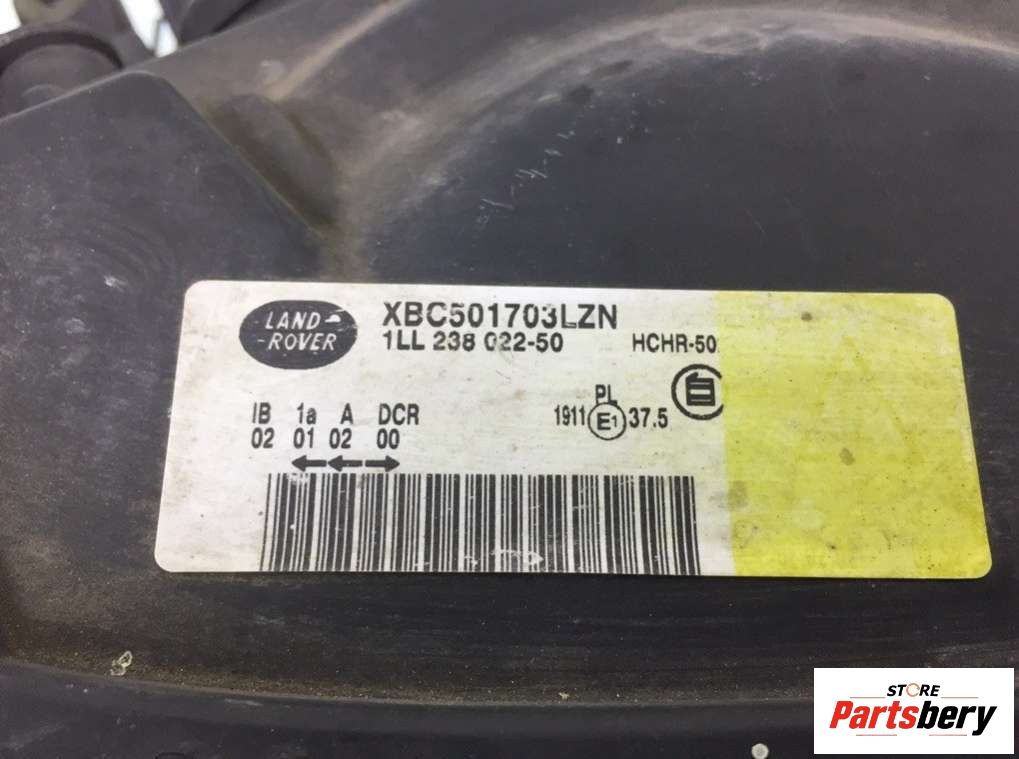 LAND-
-ROVER
XBC501703LZN
1LL 238 022-50
HCHR-50
IB 1a A DCR
02 01 02 00
PL
1911 E1 37.5
STORE
Partsbery